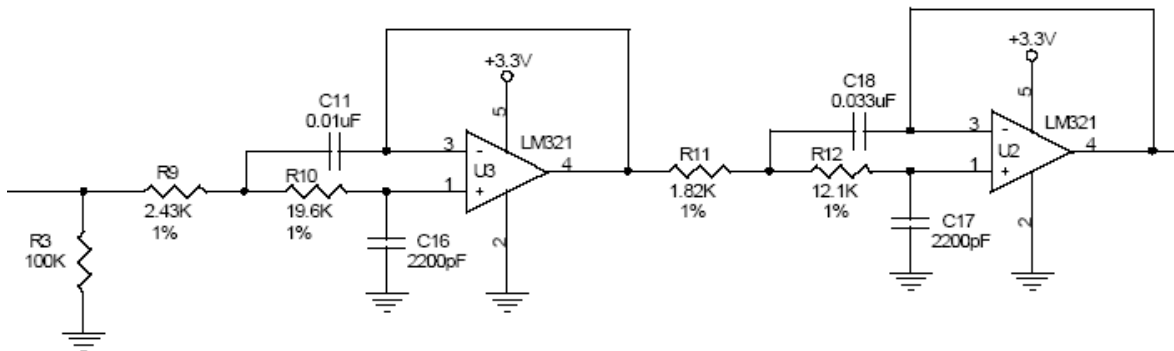 +3.3V
+3.3V
C11
0.01uF
C18
0.033uF
5
5
3
-
LM321
3
-
LM321
R9
R10
U3
4
R11
R12
U2
4
1
+
1
+
2.43K
1%
19.6K
1%
1.82K
1%
12.1K
1%
R3
100K
C16
2200pF
2
C17
2200pF
2